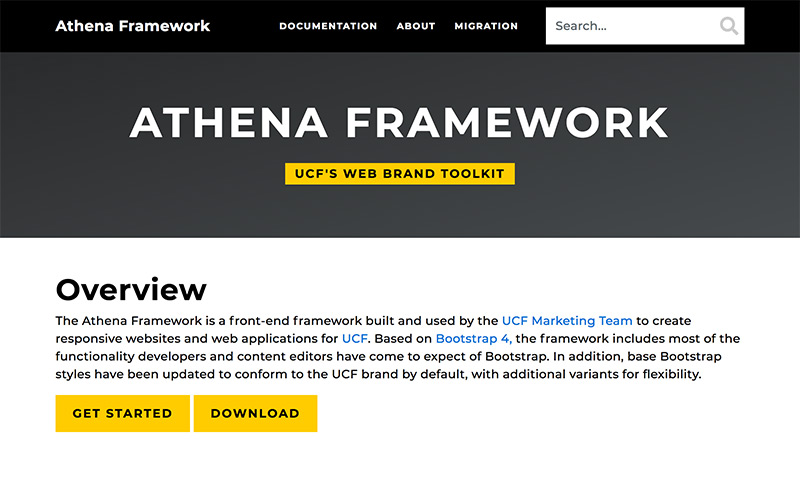 Athena Framework
DOCUMENTATION ABOUT MIGRATION
Search...
ATHENA FRAMEWORK
UCF'S WEB BRAND TOOLKIT
Overview
The Athena Framework is a front-end framework built and used by the UCF Marketing Team to create
responsive websites and web applications for UCF. Based on Bootstrap 4, the framework includes most of the
functionality developers and content editors have come to expect of Bootstrap. In addition, base Bootstrap
styles have been updated to conform to the UCF brand by default, with additional variants for flexibility.
GET STARTED DOWNLOAD